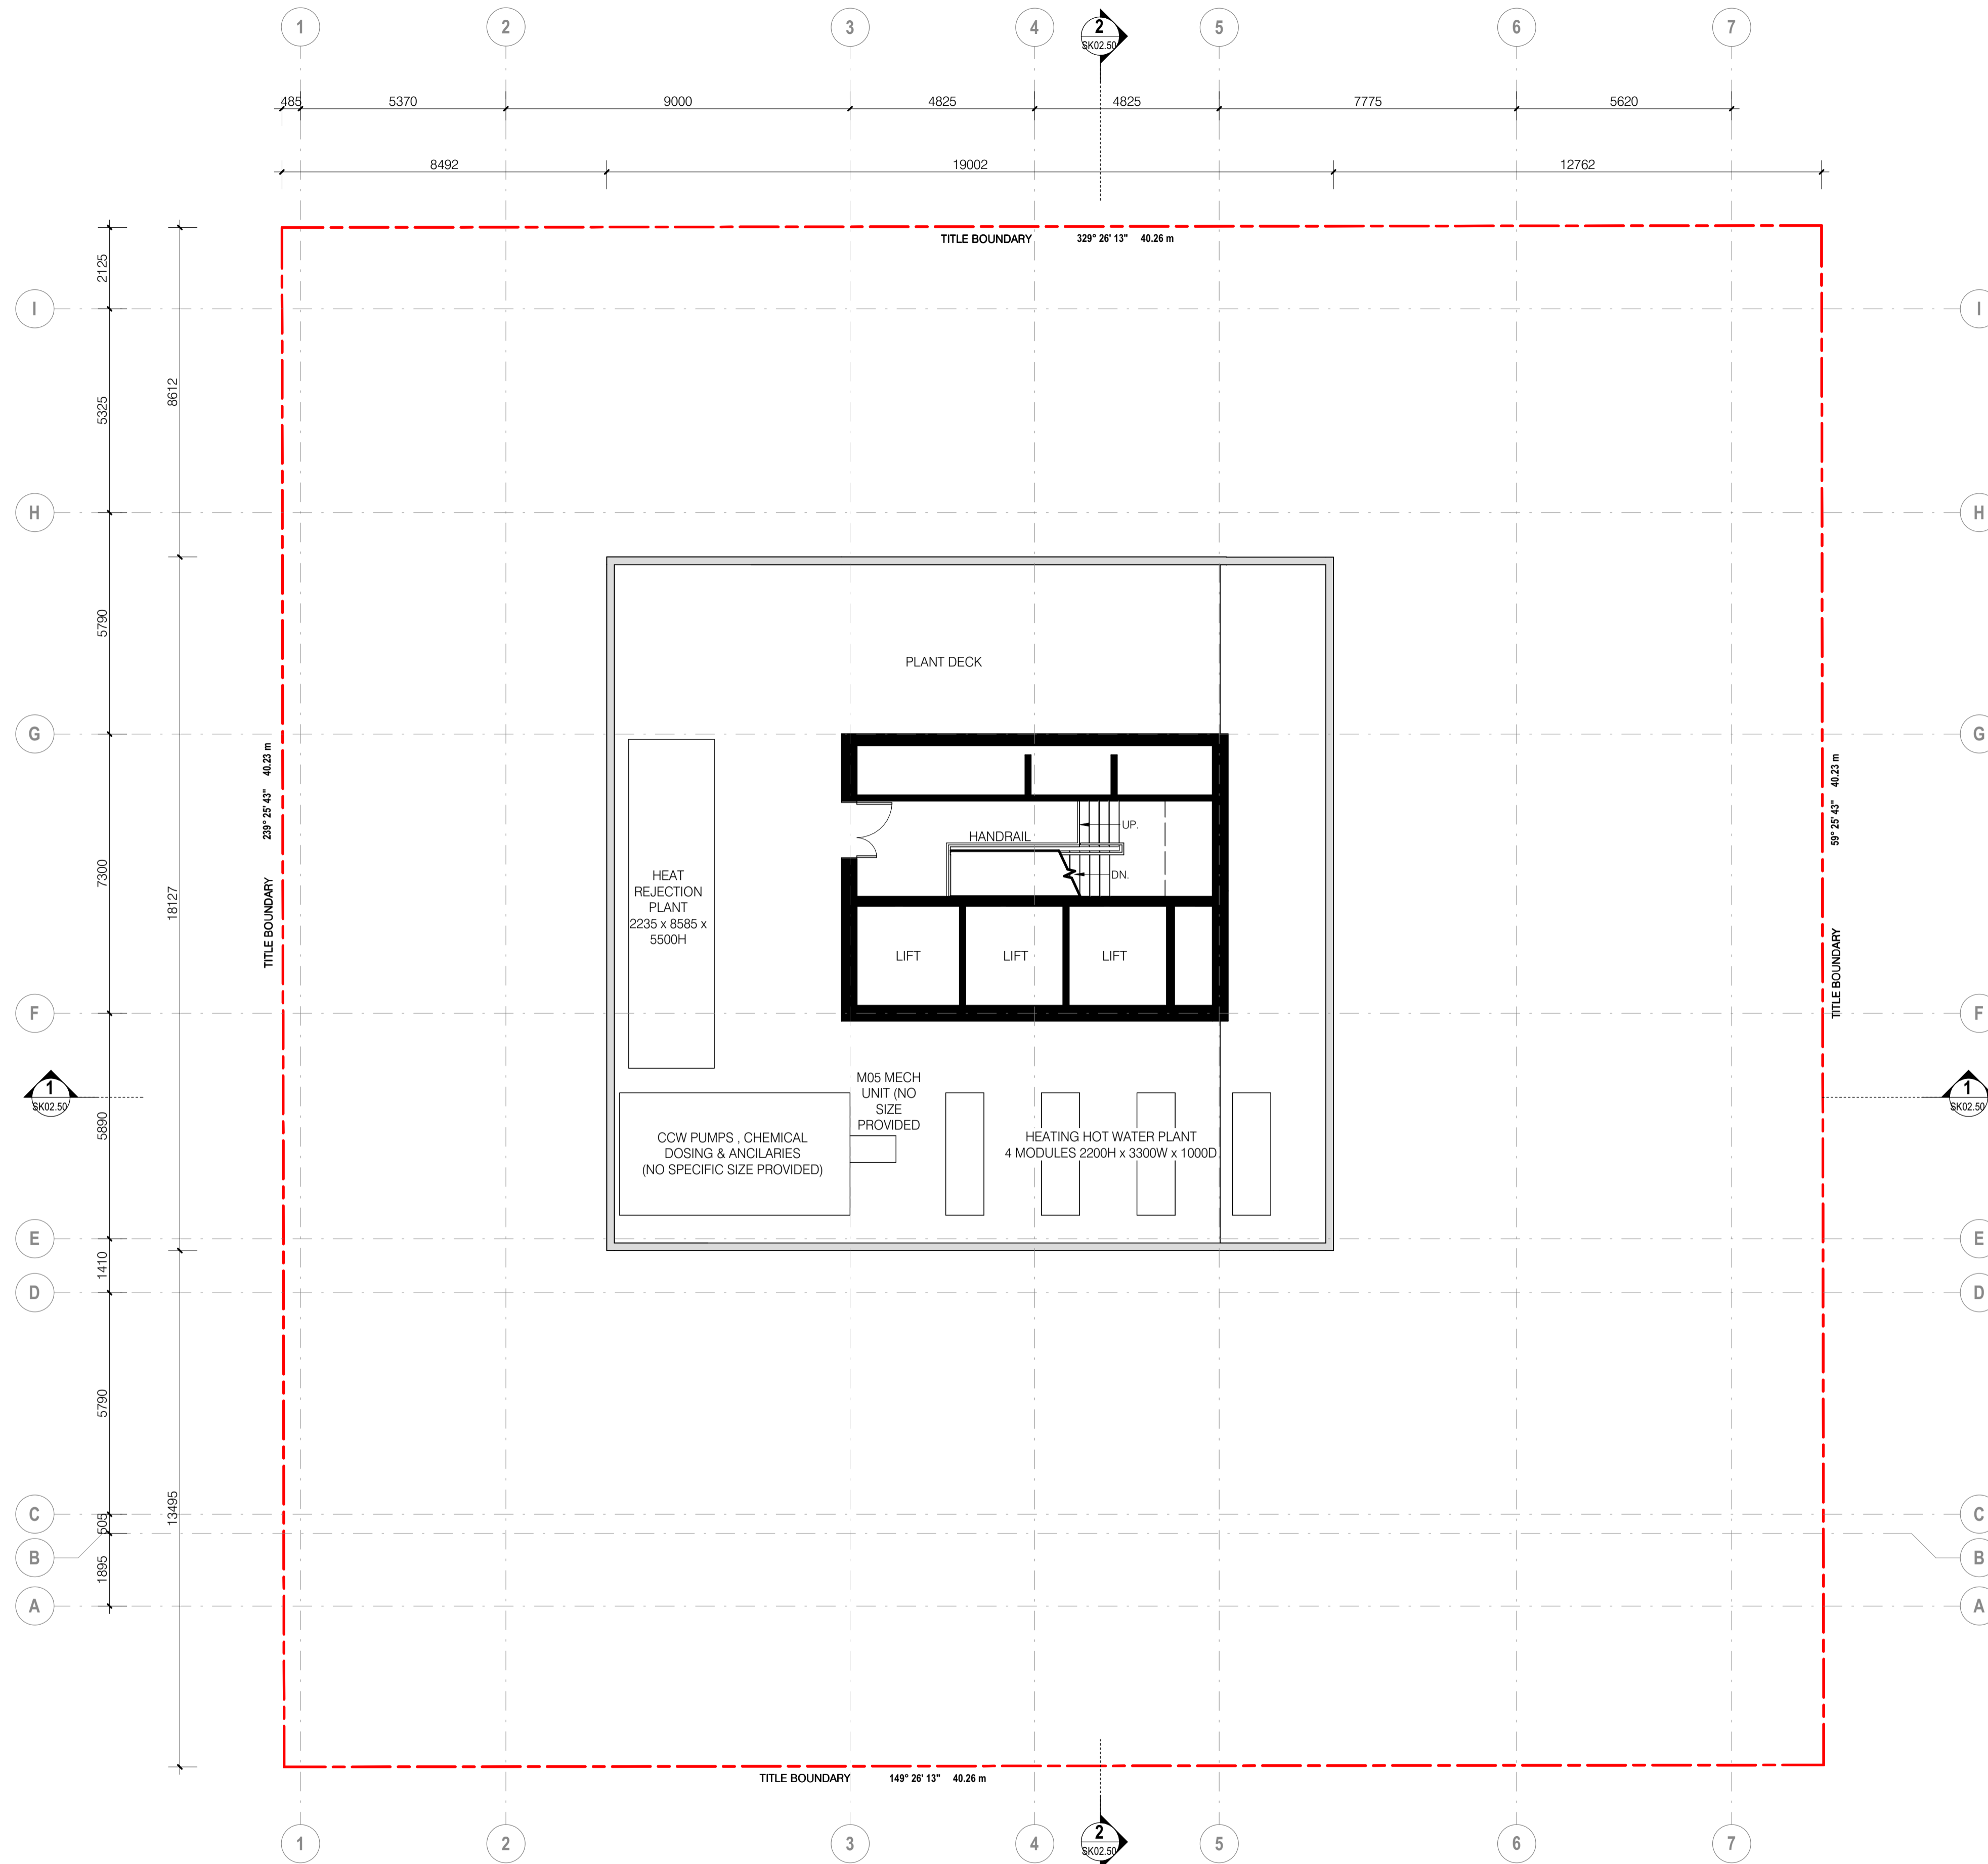 1 2 3 4 2 5 6 7
SK02.50
485 5370 9000 4825 4825 7775 5620
8492 19002 12762
TITLE BOUNDARY 329° 26' 13" 40.26 m
2125
I I
5325
8612
H H
5790
PLANT DECK
G G
239° 25' 43" 40.23 m
TITLE BOUNDARY
59° 25' 43" 40.23 m
TITLE BOUNDARY
7300
18127
UP.
HANDRAIL
DN.
HEAT
REJECTION
PLANT
2235 x 8585 x
5500H
LIFT LIFT LIFT
F F
M05 MECH
UNIT (NO
SIZE
PROVIDED
1 1
SK02.50 SK02.50
5890
CCW PUMPS , CHEMICAL
DOSING & ANCILARIES
(NO SPECIFIC SIZE PROVIDED)
HEATING HOT WATER PLANT
4 MODULES 2200H x 3300W x 1000D
E E
1410
D D
5790
13495
C C
505
B B
1895
A A
TITLE BOUNDARY 149° 26' 13" 40.26 m
1 2 3 4 2 5 6 7
SK02.50